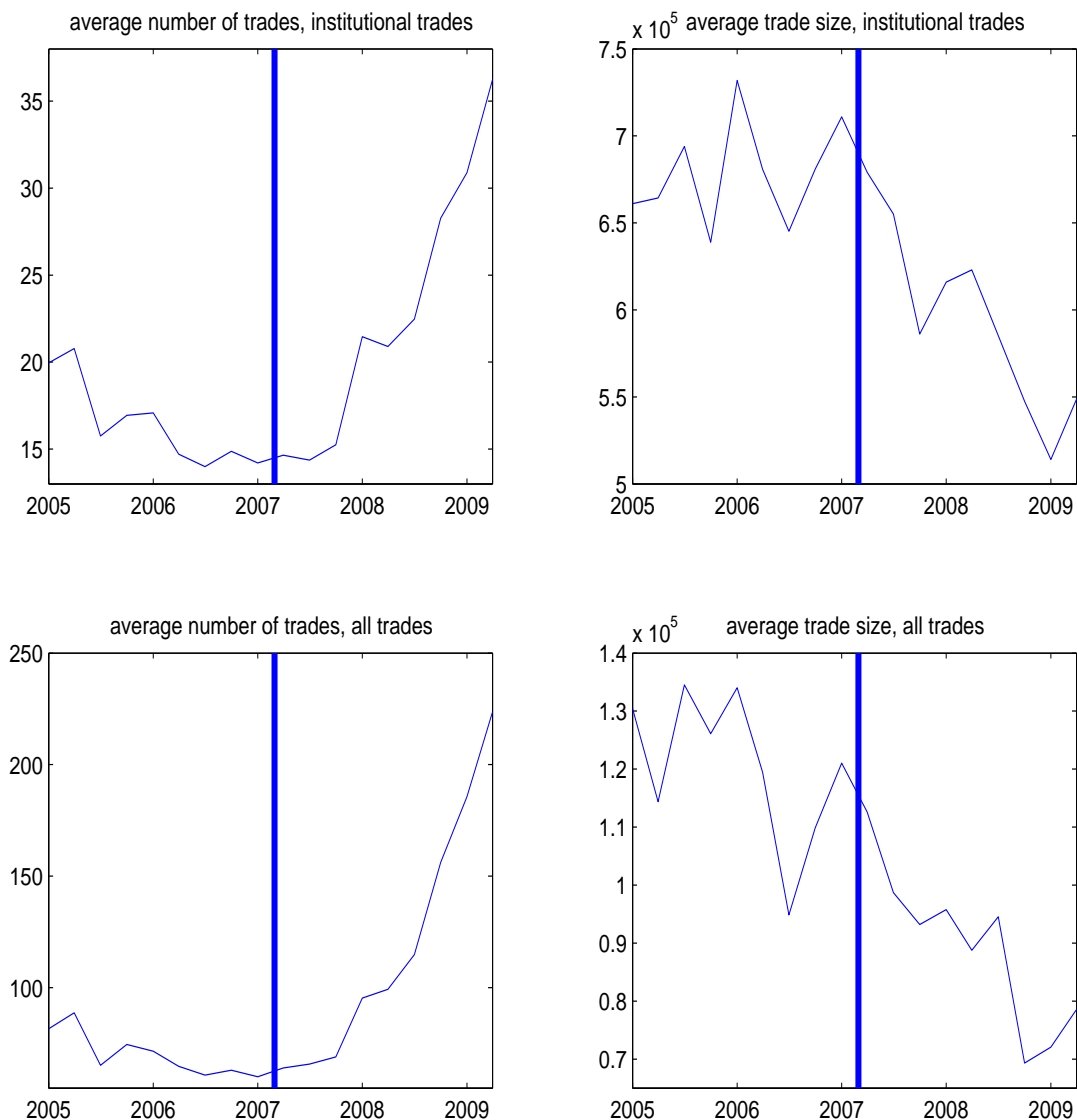 average number of trades, institutional trades
35
30
25
20
15
2005 2006 2007 2008 2009
x 10^5 average trade size, institutional trades
7.5
7
6.5
6
5.5
5
2005 2006 2007 2008 2009
average number of trades, all trades
250
200
150
100
2005 2006 2007 2008 2009
x 10^5 average trade size, all trades
1.4
1.3
1.2
1.1
1
0.9
0.8
0.7
2005 2006 2007 2008 2009